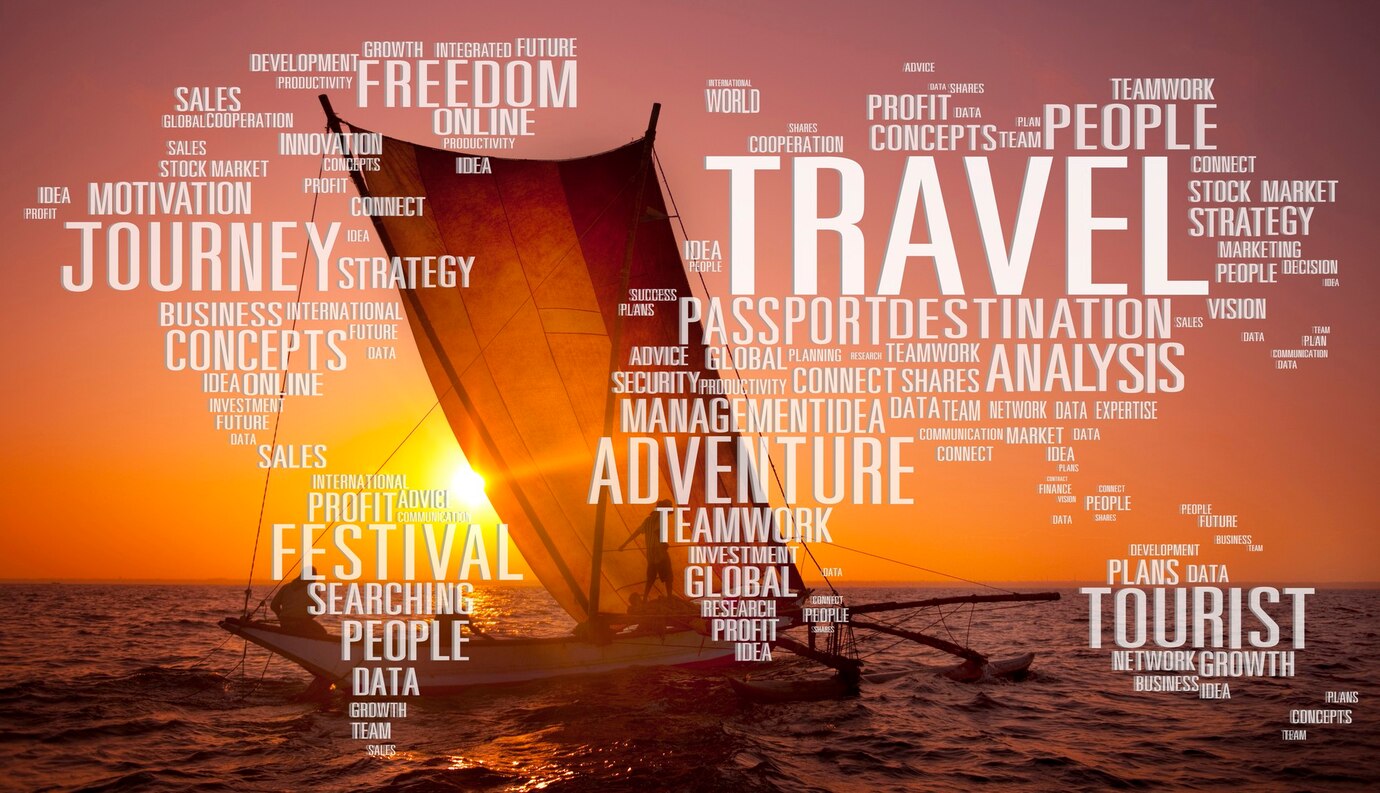 DEVELOPMENT GROWTH INTEGRATED FUTURE
PRODUCTIVITY FREEDOM
SALES ONLINE
GLOBAL COOPERATION PRODUCTIVITY
INNOVATION
SALES CONCEPTS IDEA
STOCK MARKET
PROFIT
IDEA MOTIVATION CONNECT
PROFIT
JOURNEY IDEA
STRATEGY
BUSINESS INTERNATIONAL
CONCEPTS FUTURE
DATA
IDEA ONLINE
INVESTMENT
FUTURE
DATA
SALES
INTERNATIONAL
PROFIT ADVICE
COMMUNICATION
FESTIVAL
SEARCHING
PEOPLE
DATA
GROWTH
TEAM
SALES
ADVICE
INTERNATIONAL DATA SHARES TEAMWORK
WORLD PROFIT DATA
SHARES PLAN PEOPLE
COOPERATION CONCEPTS TEAM
TRAVEL CONNECT
STOCK MARKET
STRATEGY
IDEA MARKETING
PEOPLE PEOPLE DECISION
IDEA
SUCCESS
PLANS PASSPORT DESTINATION SALES VISION
ADVICE GLOBAL PLANNING RESEARCH TEAMWORK ANALYSIS DATA TEAM
PLAN
COMMUNICATION
DATA
SECURITY PRODUCTIVITY CONNECT SHARES
MANAGEMENT IDEA DATA TEAM NETWORK DATA EXPERTISE
COMMUNICATION MARKET DATA
ADVENTURE CONNECT IDEA
PLANS
CONTRACT
FINANCE CONNECT
VISION PEOPLE
DATA SHARES
TEAMWORK PEOPLE
FUTURE
INVESTMENT BUSINESS
TEAM
GLOBAL DATA DEVELOPMENT
PLANS DATA
RESEARCH CONNECT TOURIST
PEOPLE
PROFIT SHARES
IDEA NETWORK GROWTH
BUSINESS IDEA
PLANS
CONCEPTS
TEAM